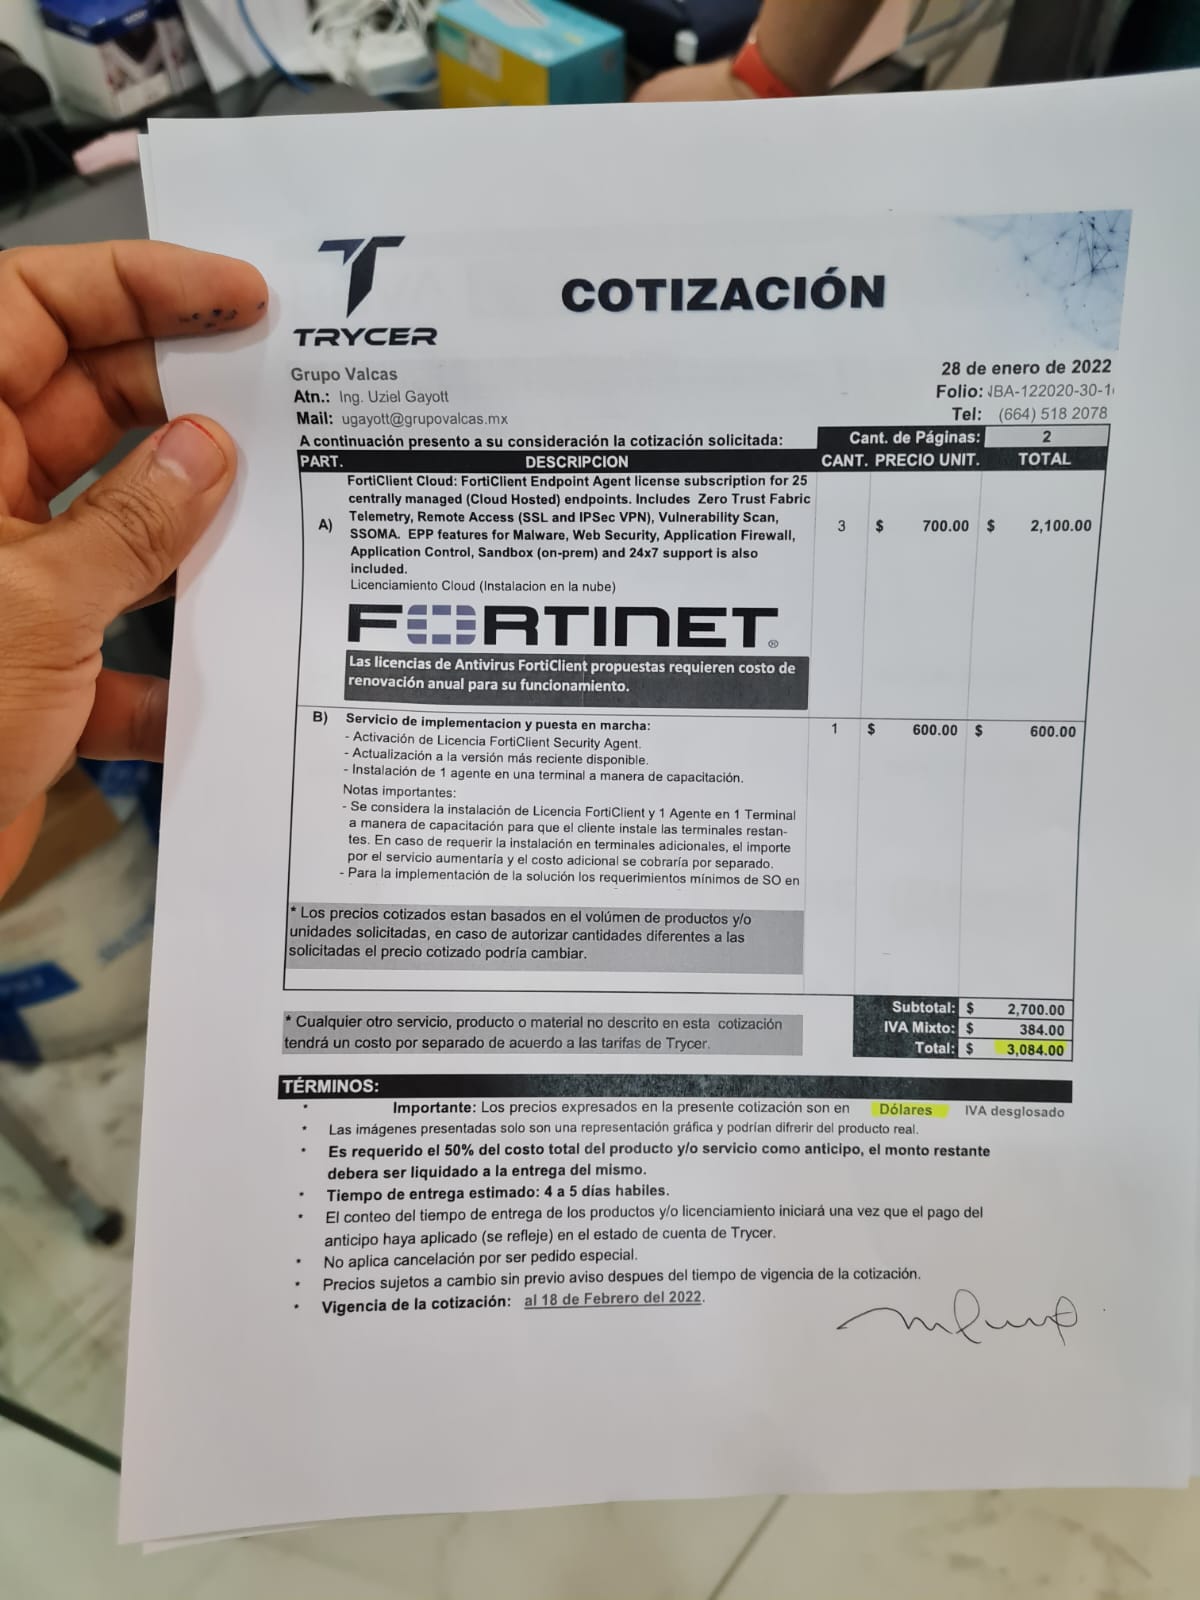 TRYCER
COTIZACIÓN
Grupo Valcas
28 de enero de 2022
Atn.: Ing. Uziel Gayott
Folio: NBA-122020-30-1
Mail: ugayott@grupovalcas.mx
Tel: (664) 518 2078
A continuación presento a su consideración la cotización solicitada:
Cant. de Páginas: 2
PART. DESCRIPCION CANT. PRECIO UNIT. TOTAL
FortiClient Cloud: FortiClient Endpoint Agent license subscription for 25
centrally managed (Cloud Hosted) endpoints. Includes Zero Trust Fabric
A) Telemetry, Remote Access (SSL and IPSec VPN), Vulnerability Scan, 3 $ 700.00 $ 2,100.00
SSOMA. EPP features for Malware, Web Security, Application Firewall,
Application Control, Sandbox (on-prem) and 24x7 support is also
included.
Licenciamiento Cloud (Instalacion en la nube)
FORTINET®
Las licencias de Antivirus FortiClient propuestas requieren costo de
renovación anual para su funcionamiento.
B) Servicio de implementacion y puesta en marcha: 1 $ 600.00 $ 600.00
- Activación de Licencia FortiClient Security Agent.
- Actualización a la versión más reciente disponible.
- Instalación de 1 agente en una terminal a manera de capacitación.
Notas importantes:
- Se considera la instalación de Licencia FortiClient y 1 Agente en 1 Terminal
a manera de capacitación para que el cliente instale las terminales restan-
tes. En caso de requerir la instalación en terminales adicionales, el importe
por el servicio aumentaría y el costo adicional se cobraría por separado.
- Para la implementación de la solución los requerimientos mínimos de SO en
* Los precios cotizados estan basados en el volúmen de productos y/o
unidades solicitadas, en caso de autorizar cantidades diferentes a las
solicitadas el precio cotizado podría cambiar.
Subtotal: $ 2,700.00
IVA Mixto: $ 384.00
Total: $ 3,084.00
* Cualquier otro servicio, producto o material no descrito en esta cotización
tendrá un costo por separado de acuerdo a las tarifas de Trycer.
TÉRMINOS:
• Importante: Los precios expresados en la presente cotización son en Dólares IVA desglosado
• Las imágenes presentadas solo son una representación gráfica y podrían difrerir del producto real.
• Es requerido el 50% del costo total del producto y/o servicio como anticipo, el monto restante
debera ser liquidado a la entrega del mismo.
• Tiempo de entrega estimado: 4 a 5 días habiles.
• El conteo del tiempo de entrega de los productos y/o licenciamiento iniciará una vez que el pago del
anticipo haya aplicado (se refleje) en el estado de cuenta de Trycer.
• No aplica cancelación por ser pedido especial.
• Precios sujetos a cambio sin previo aviso despues del tiempo de vigencia de la cotización.
• Vigencia de la cotización: al 18 de Febrero del 2022.